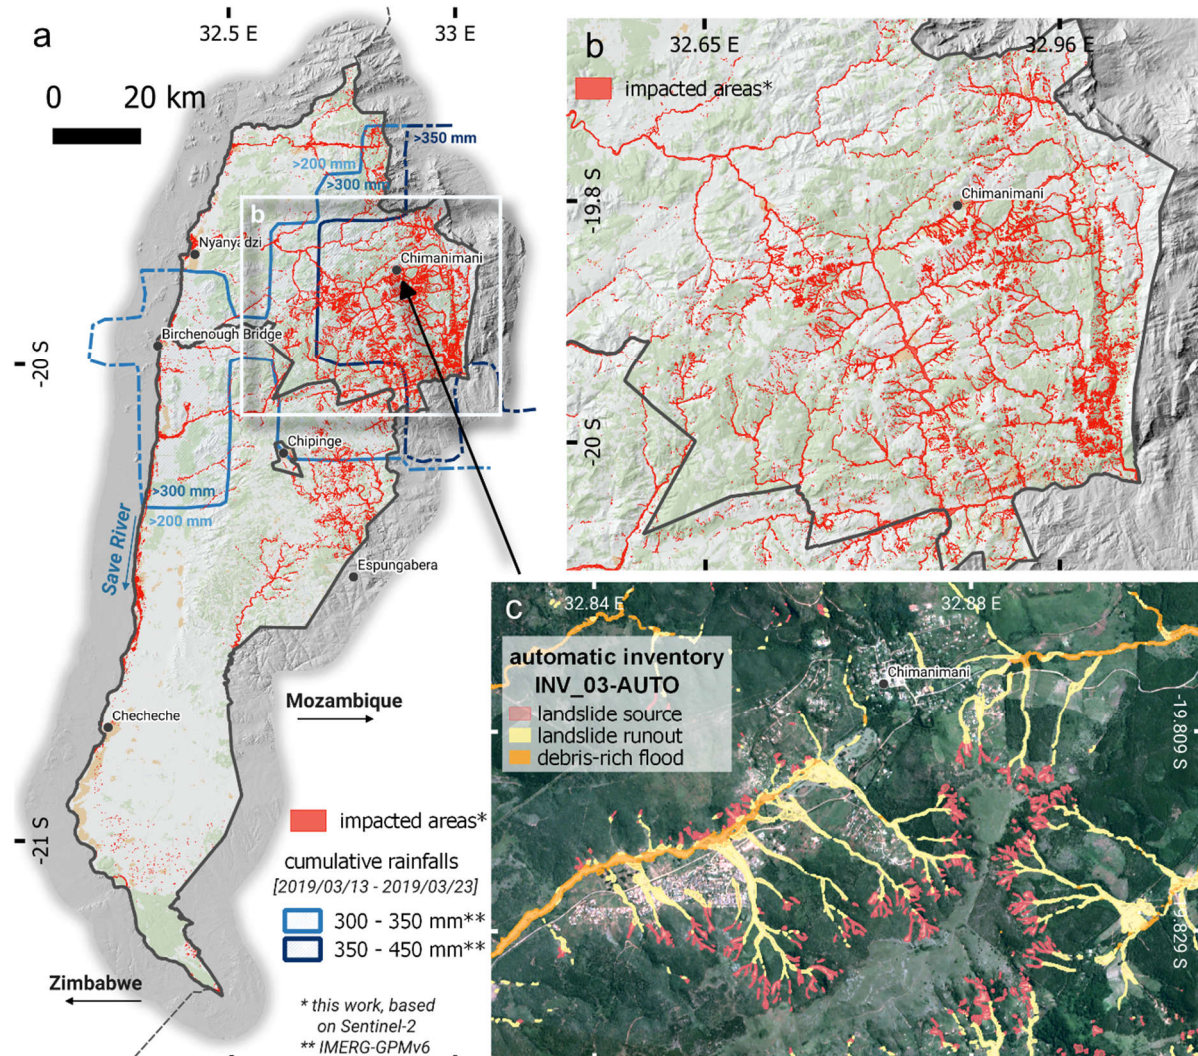 a
32.5 E
33 E
0 20 km
>350 mm
>200 mm
>300 mm
b
Nyanyadzi
Chimanimani
Birchenough Bridge
-20 S
Chipinge
>300 mm
>200 mm
Save River
Espungabera
Mozambique
Checheche
-21 S
impacted areas*
cumulative rainfalls
[2019/03/13 - 2019/03/23]
300 - 350 mm**
350 - 450 mm**
Zimbabwe
* this work, based
on Sentinel-2
** IMERG-GPMv6
b
32.65 E
32.96 E
impacted areas*
-19.8 S
Chimanimani
-20 S
c
32.84 E
32.88 E
automatic inventory
INV_03-AUTO
landslide source
landslide runout
debris-rich flood
Chimanimani
-19.809 S
-19.829 S